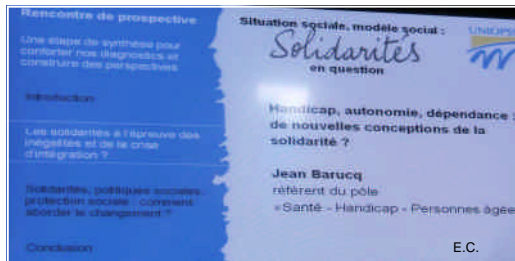 Rencontre de prospective
Une étape de synthèse pour
conforter nos diagnostics et
construire des perspectives
Introduction
Les solidarités à l'épreuve des
inégalités et de la crise
d'intégration ?
Solidarités, politiques sociales,
protection sociale : comment
aborder le changement ?
Conclusion
Situation sociale, modèle social :
Solidarités
en question
UNIOPSS
Handicap, autonomie, dépendance :
de nouvelles conceptions de la
solidarité ?
Jean Barucq
référent du pôle
«Santé - Handicap - Personnes âgée
E.C.